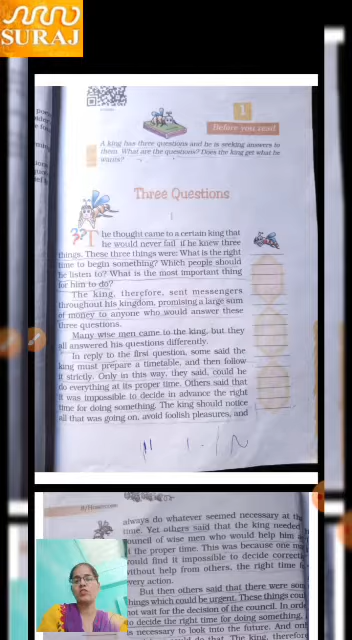 SURAJ
1
Before you read
A king has three questions and he is seeking answers to
them. What are the questions? Does the king get what he
wants?
Three Questions
I
The thought came to a certain king that
he would never fail if he knew three
things. These three things were: What is the right
time to begin something? Which people should
he listen to? What is the most important thing
for him to do?
The king, therefore, sent messengers
throughout his kingdom, promising a large sum
of money to anyone who would answer these
three questions.
Many wise men came to the king, but they
all answered his questions differently.
In reply to the first question, some said the
king must prepare a timetable, and then follow
it strictly. Only in this way, they said, could he
do everything at its proper time. Others said that
it was impossible to decide in advance the right
time for doing something. The king should notice
all that was going on, avoid foolish pleasures, and
8/Honeycomb
always do whatever seemed necessary at th
time. Yet others said that the king needed
council of wise men who would help him a
t the proper time. This was because one m
would find it impossible to decide correct
without help from others, the right time
every action.
But then others said that there were som
things which could be urgent. These things cou
not wait for the decision of the council. In ord
to decide the right time for doing something,
is necessary to look into the future. And on
could do that. The king, therefore